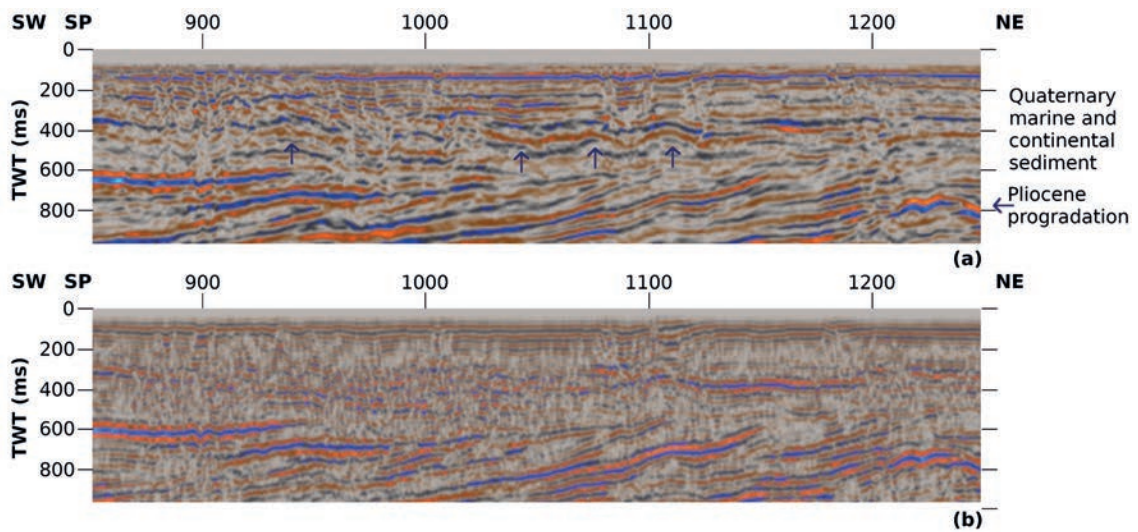 SW SP 900 1000 1100 1200 NE
0
200
400
600
800
TWT (ms)
Quaternary
marine and
continental
sediment
Pliocene
progradation
(a)
SW SP 900 1000 1100 1200 NE
0
200
400
600
800
TWT (ms)
(b)